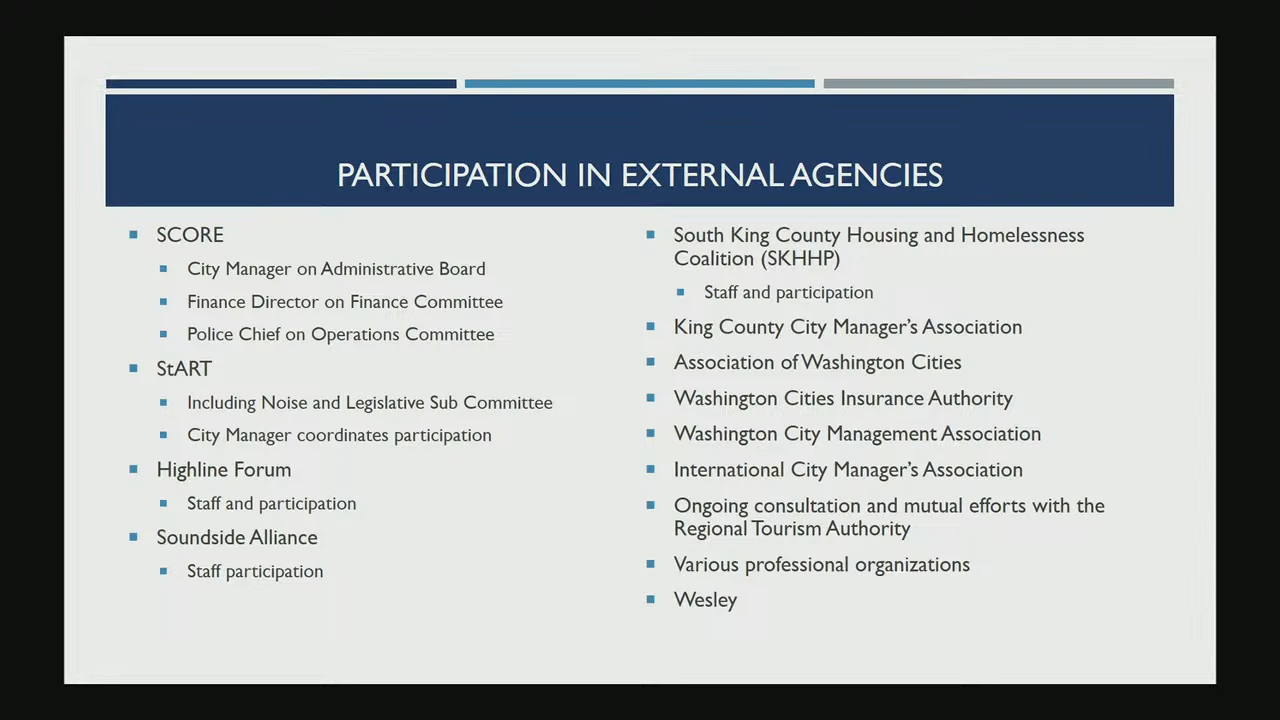 PARTICIPATION IN EXTERNAL AGENCIES
SCORE
City Manager on Administrative Board
Finance Director on Finance Committee
Police Chief on Operations Committee
StART
Including Noise and Legislative Sub Committee
City Manager coordinates participation
Highline Forum
Staff and participation
Soundside Alliance
Staff participation
South King County Housing and Homelessness
Coalition (SKHHP)
Staff and participation
King County City Manager's Association
Association of Washington Cities
Washington Cities Insurance Authority
Washington City Management Association
International City Manager's Association
Ongoing consultation and mutual efforts with the
Regional Tourism Authority
Various professional organizations
Wesley